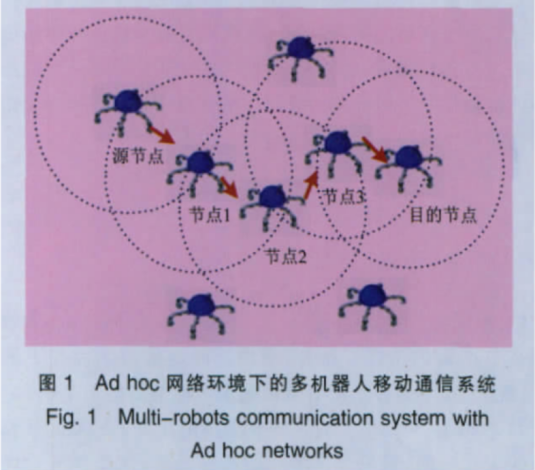 源节点
节点1
节点2
节点3
目的节点
图 1 Ad hoc 网络环境下的多机器人移动通信系统
Fig. 1 Multi-robots communication system with
Ad hoc networks